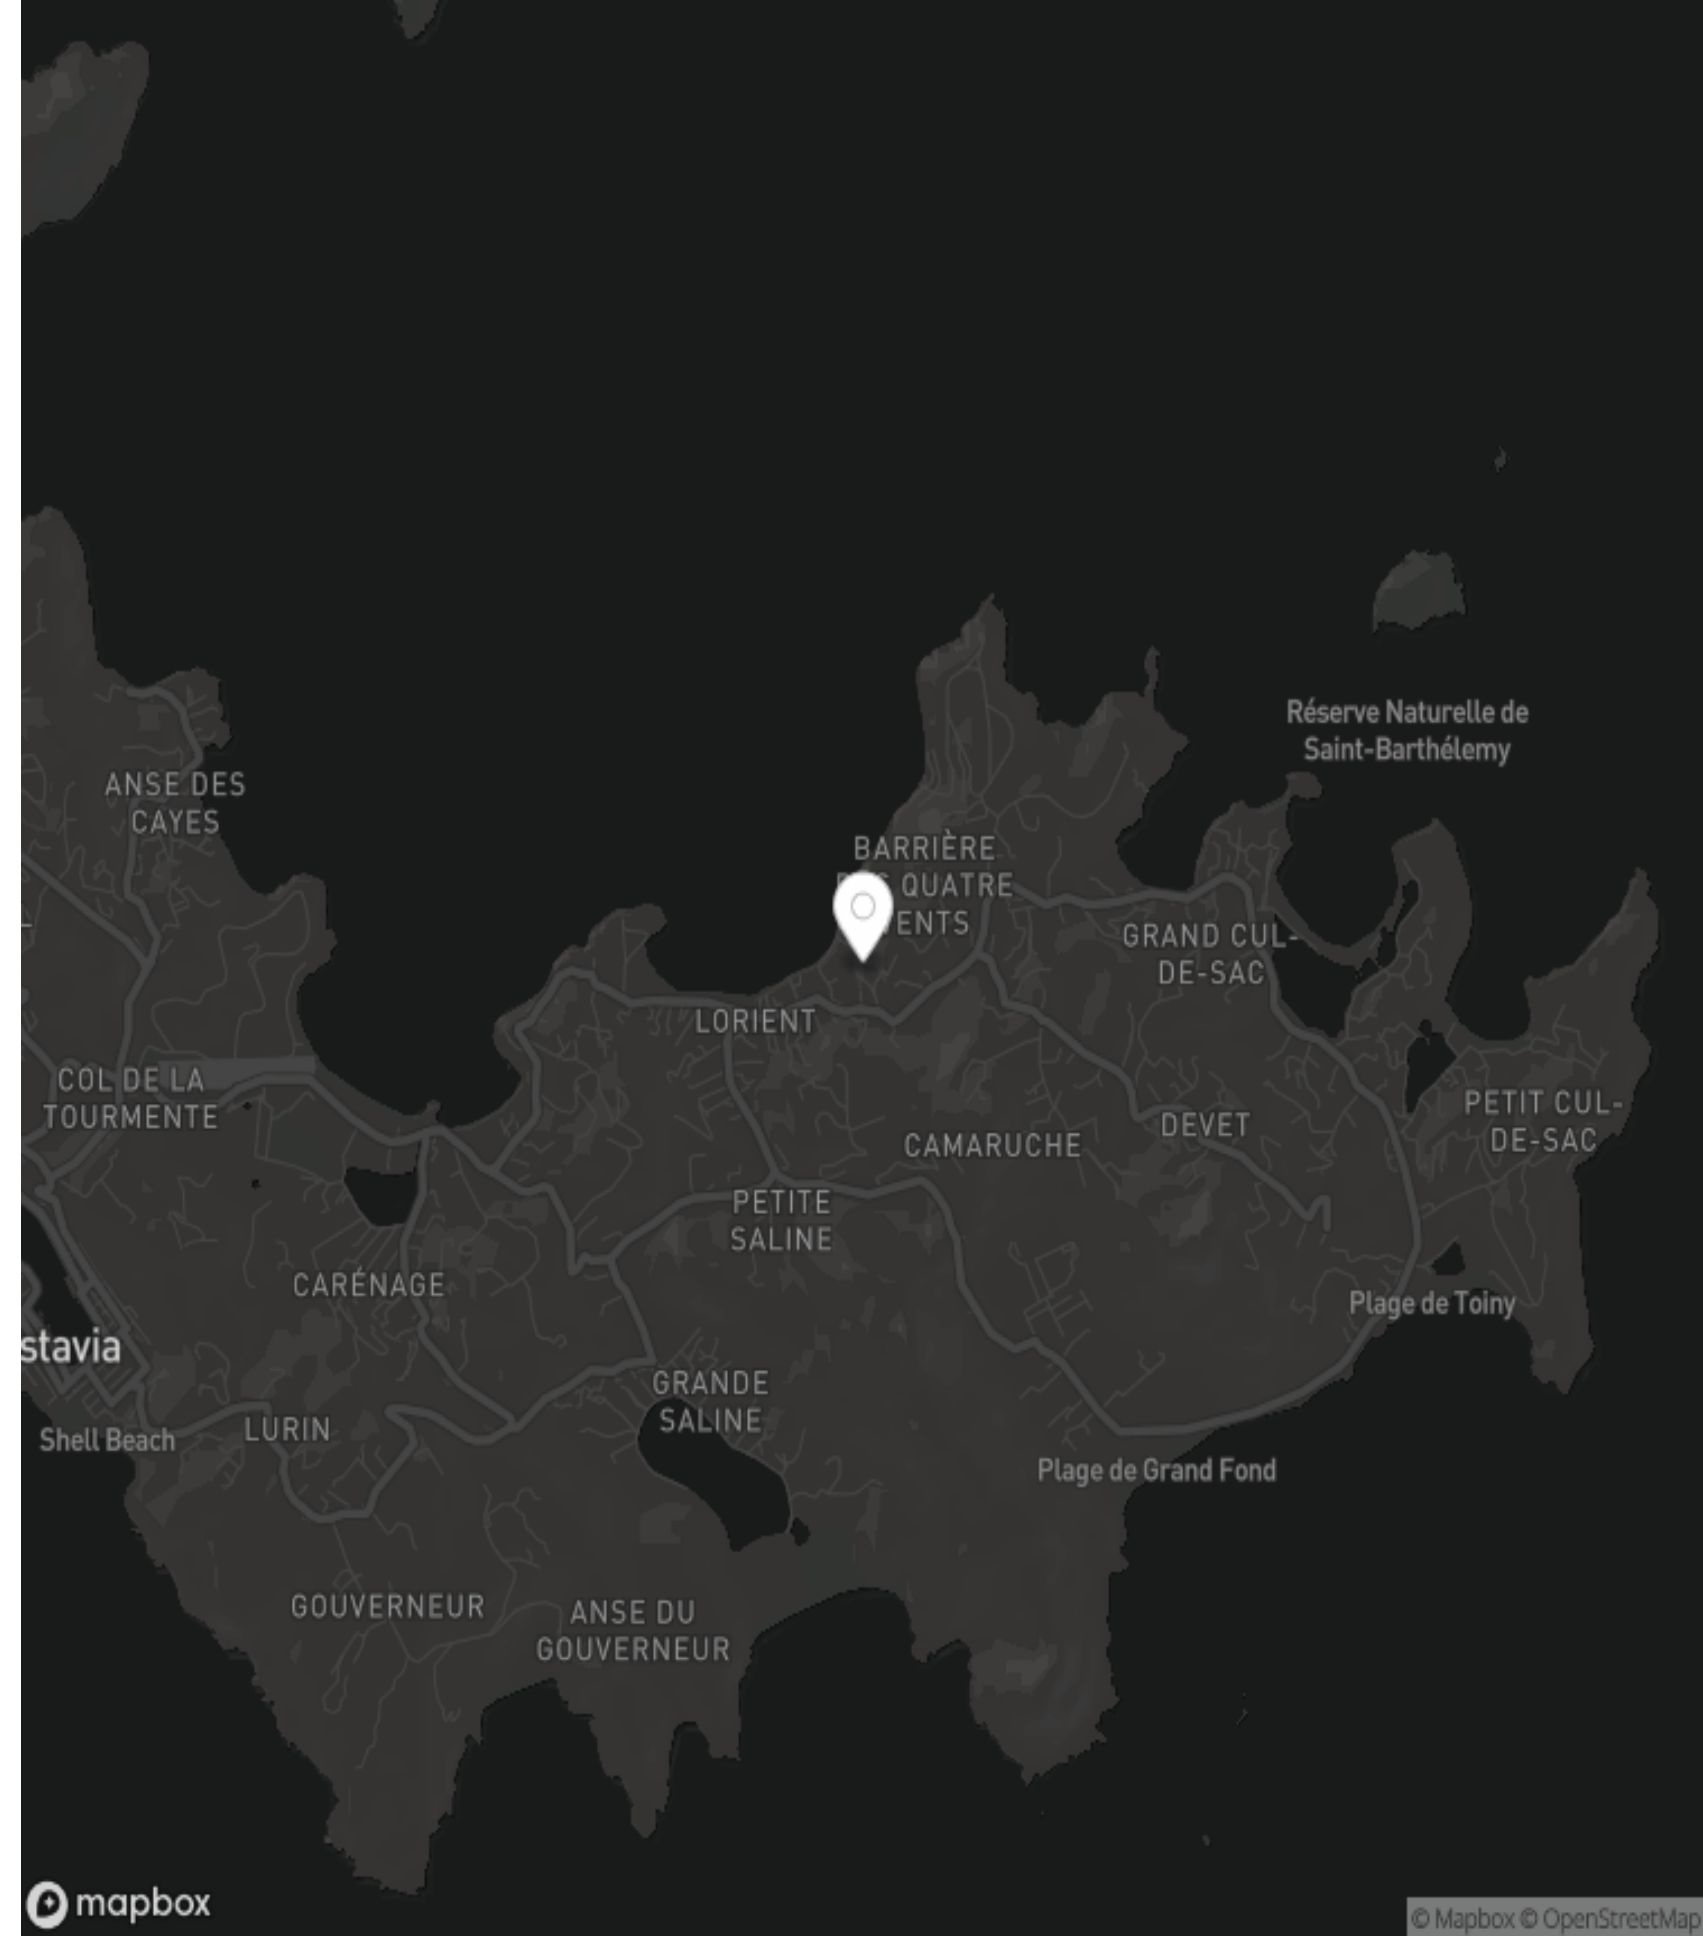 Réserve Naturelle de
Saint-Barthélemy
ANSE DES
CAYES
BARRIÈRE
QUATRE
ENTS
GRAND CUL-
DE-SAC
LORIENT
COL DE LA
TOURMENTE
PETIT CUL-
DE-SAC
DEVET
CAMARUCHE
PETITE
SALINE
CARÉNAGE
Plage de Toiny
stavia
GRANDE
SALINE
LURIN
Shell Beach
Plage de Grand Fond
GOUVERNEUR
ANSE DU
GOUVERNEUR
mapbox
© Mapbox © OpenStreetMap